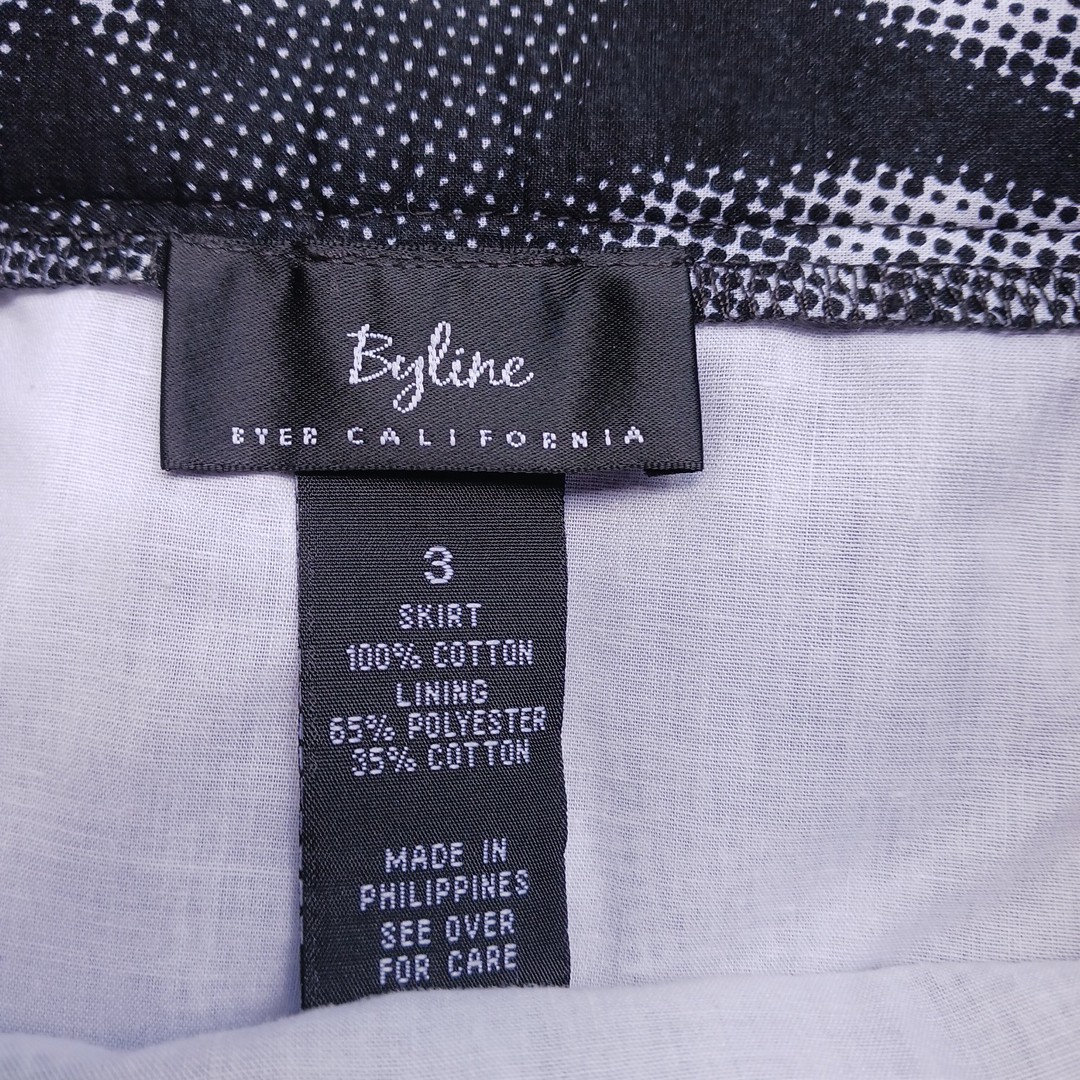 Byline
BYER CALIFORNIA
3
SKIRT
100% COTTON
LINING
65% POLYESTER
35% COTTON
MADE IN
PHILIPPINES
SEE OVER
FOR CARE